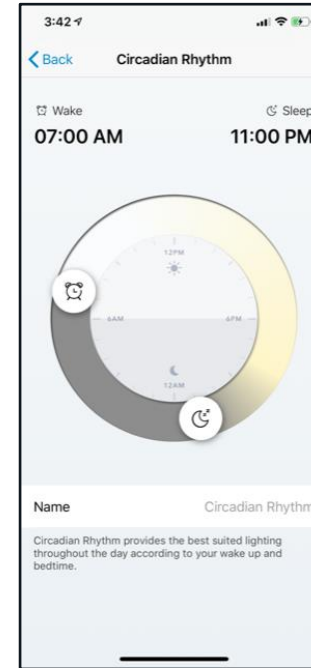 3:42
Back
Circadian Rhythm
Wake
Sleep
07:00 AM
11:00 PM
12PM
6AM
6PM
12AM
Name
Circadian Rhythm
Circadian Rhythm provides the best suited lighting
throughout the day according to your wake up and
bedtime.